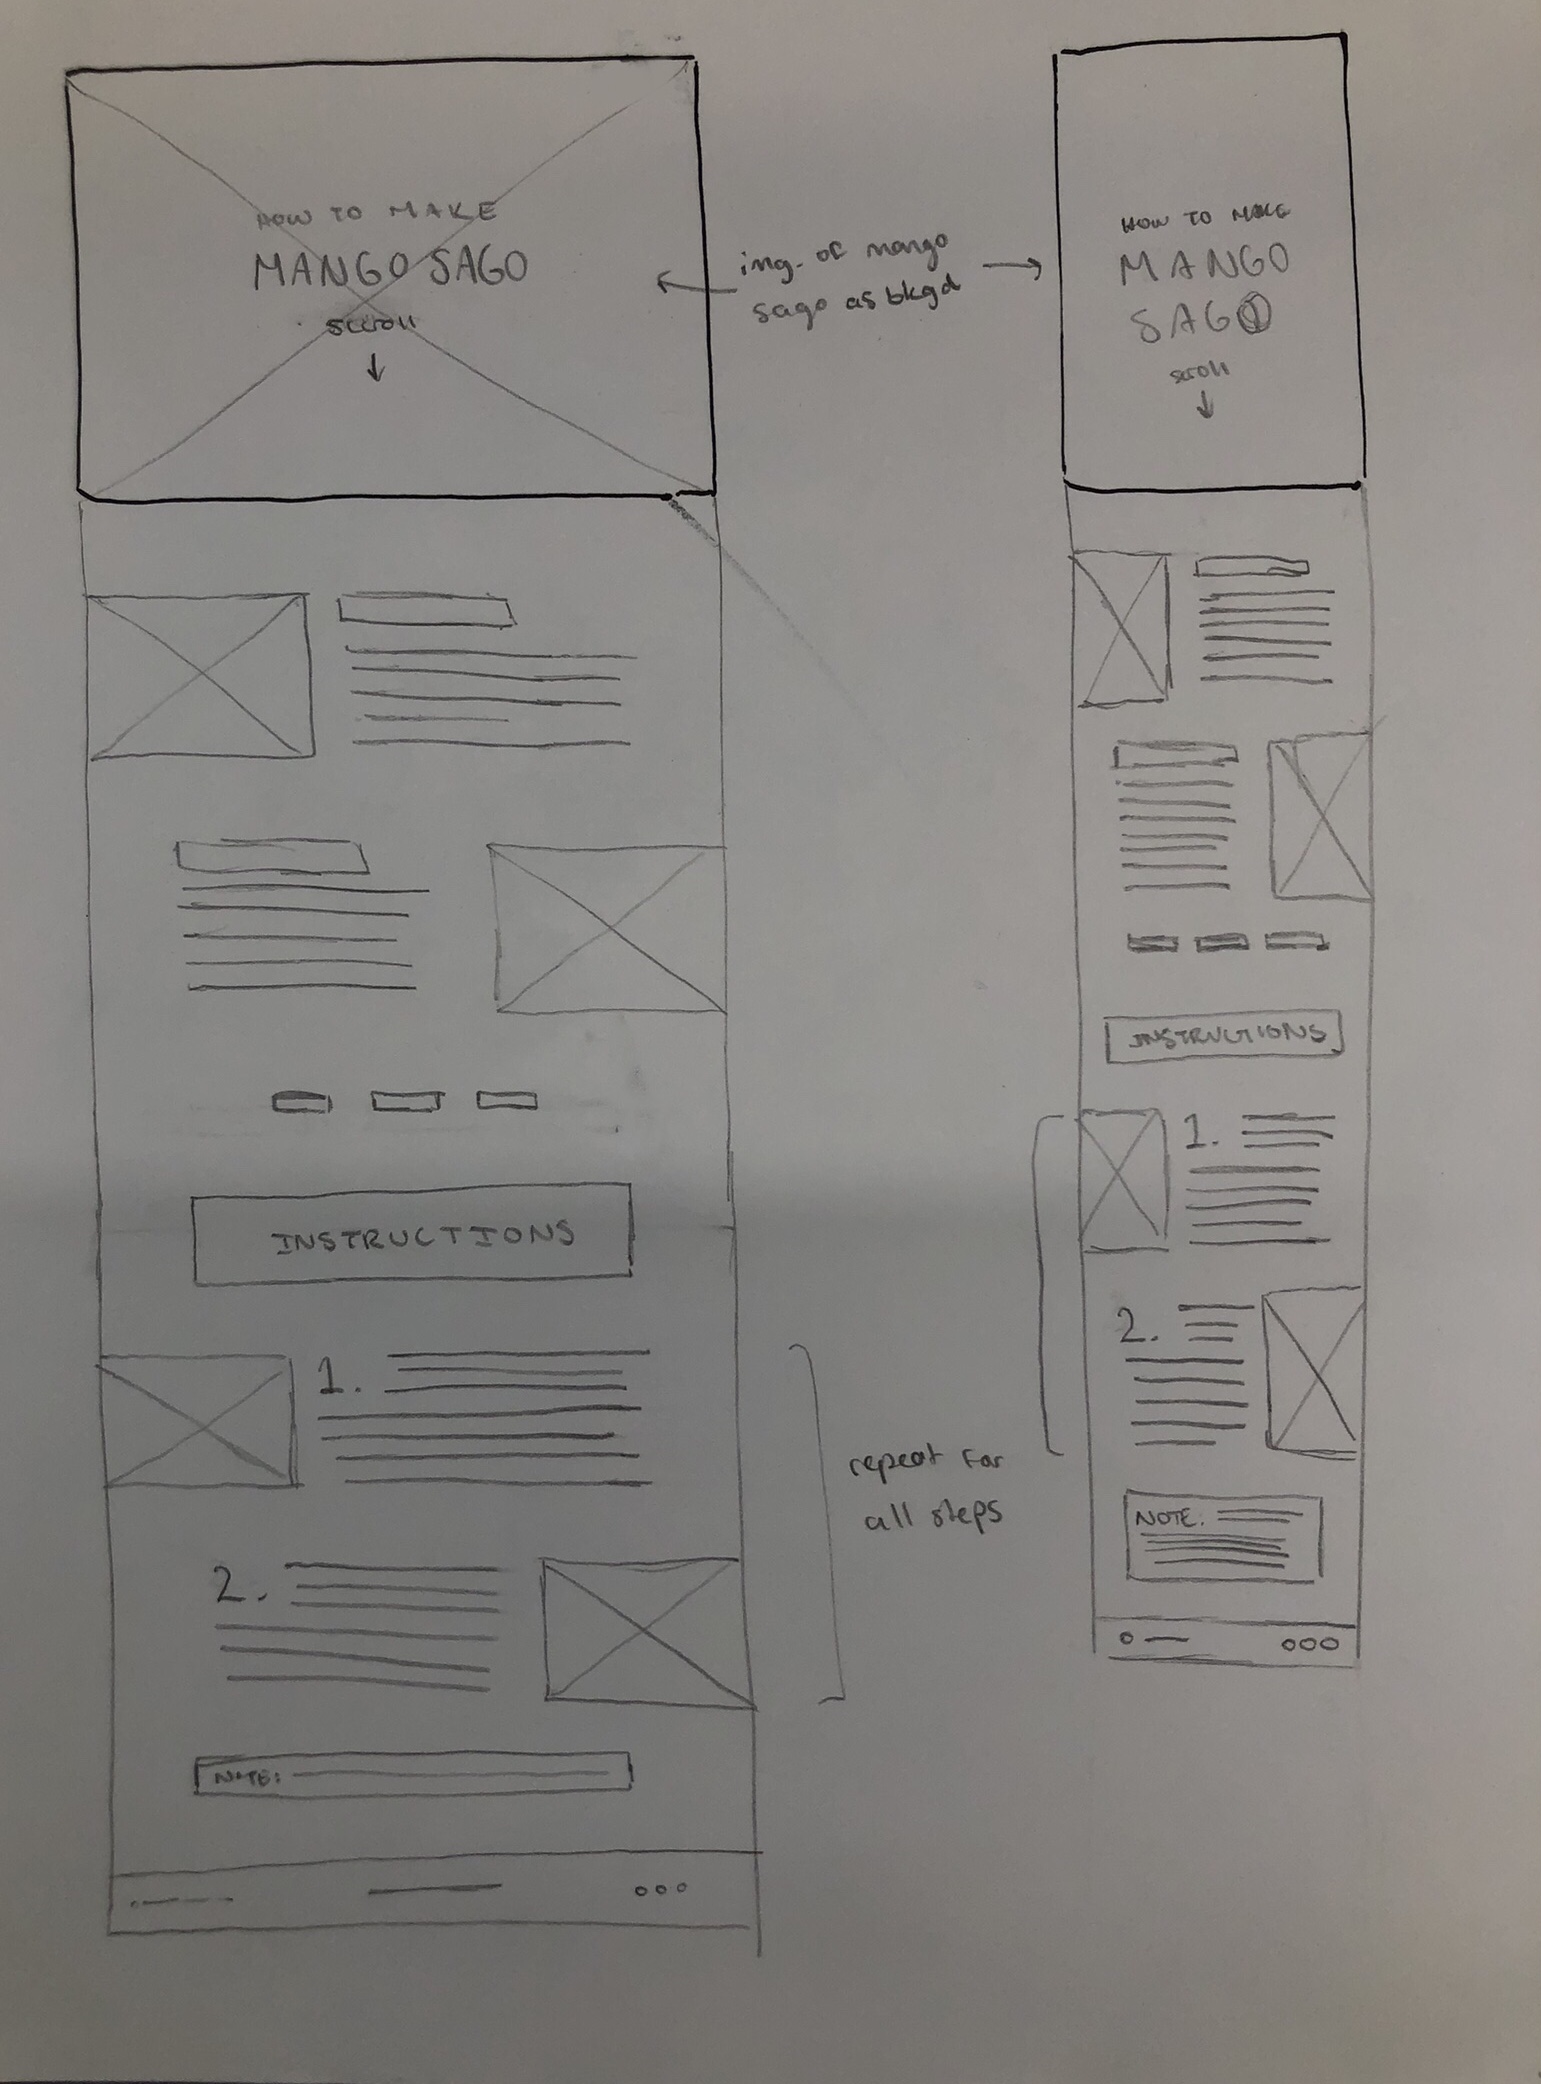 HOW TO MAKE
MANGO SAGO
scroll
↓
img. of mango
sago as bkgd
HOW TO MAKE
MANGO
SAGO
scroll
↓
INSTRUCTIONS
1.
2.
NOTE:
repeat for
all steps
INSTRUCTIONS
1.
2.
NOTE: